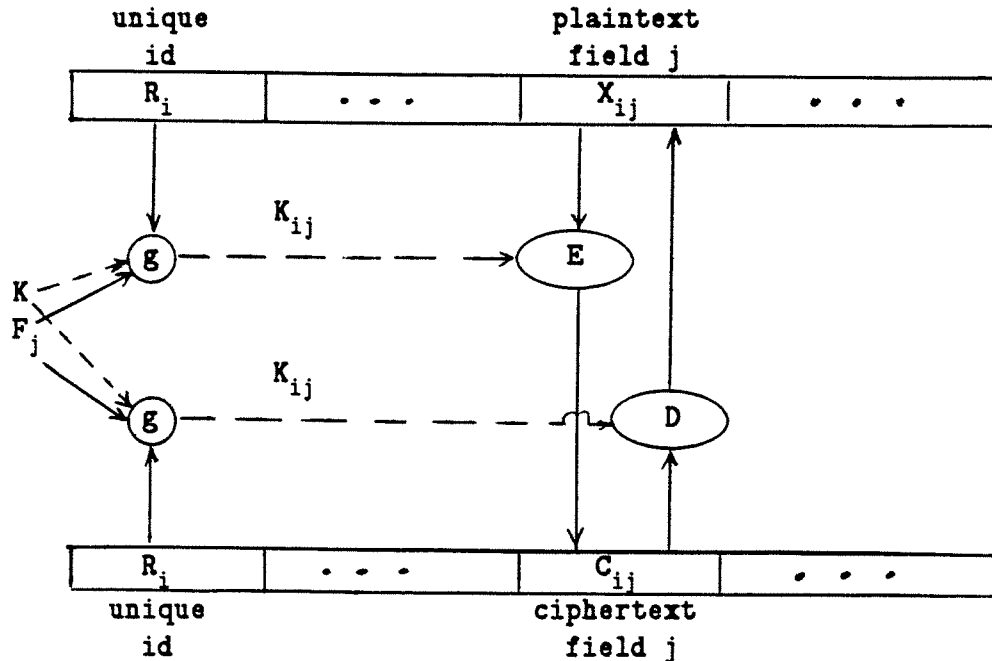 unique
id
plaintext
field j
R_i
. . .
X_ij
. . .
K_ij
g
E
K
F_j
K_ij
g
D
R_i
. . .
C_ij
. . .
unique
id
ciphertext
field j